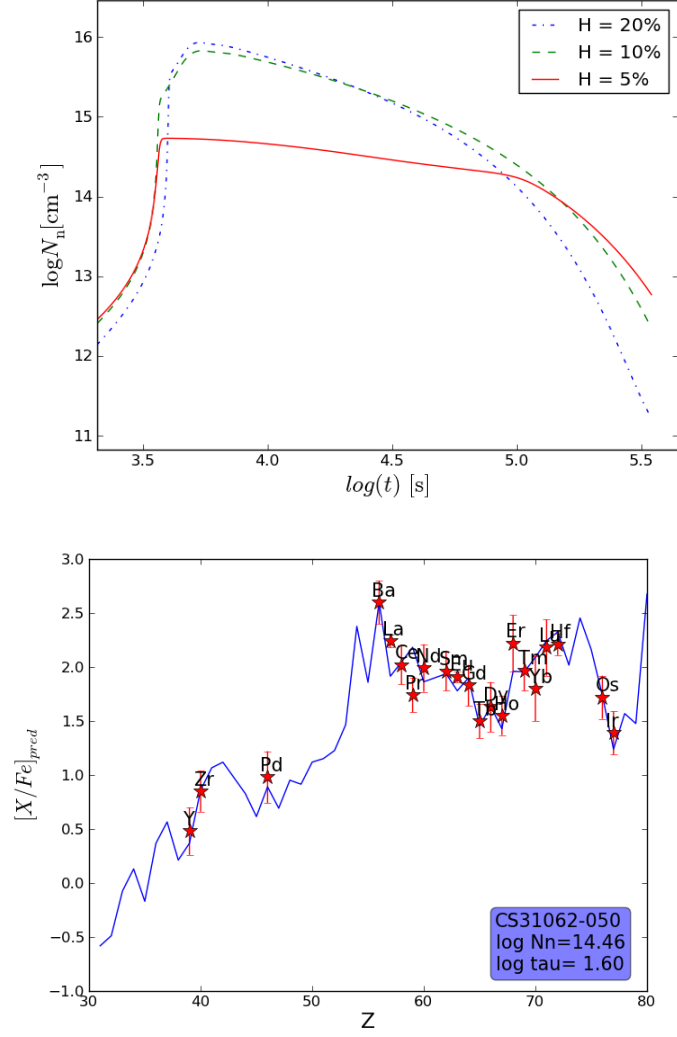 16
15
14
13
12
11
logN_n[cm^{-3}]
H = 20%
H = 10%
H = 5%
3.5 4.0 4.5 5.0 5.5
log(t) [s]
3.0
2.5
2.0
1.5
1.0
0.5
0.0
−0.5
−1.0
[X/Fe]_{pred}
Y Zr Pd Ba La Ce Pr Nd Sm Eu Gd Tb Dy Ho Er Tm Yb Lu Hf Os Ir
CS31062-050
log Nn=14.46
log tau= 1.60
30 40 50 60 70 80
Z